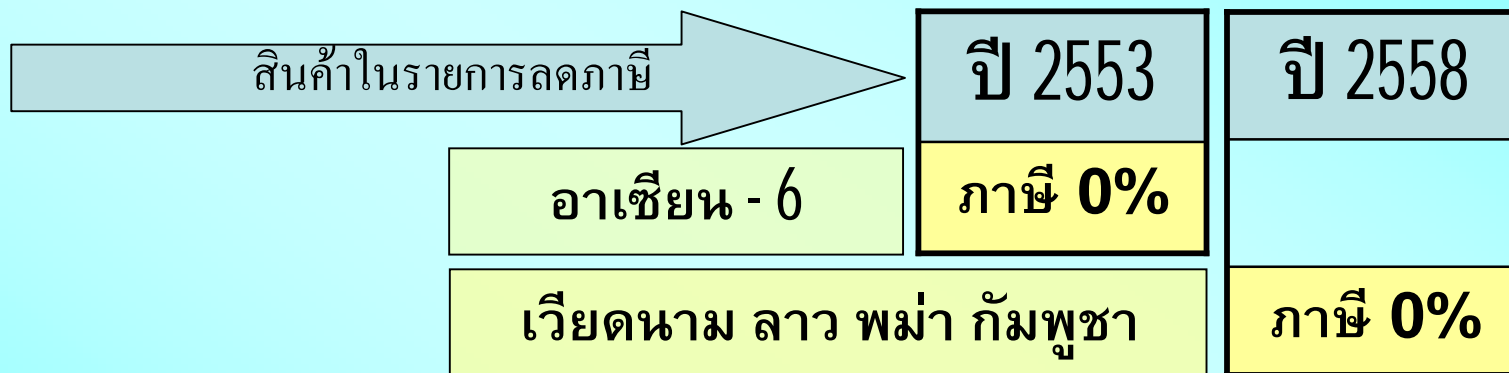 สินค้าในรายการลดภาษี
ปี 2553
ปี 2558
อาเซียน - 6
ภาษี 0%
เวียดนาม ลาว พม่า กัมพูชา
ภาษี 0%